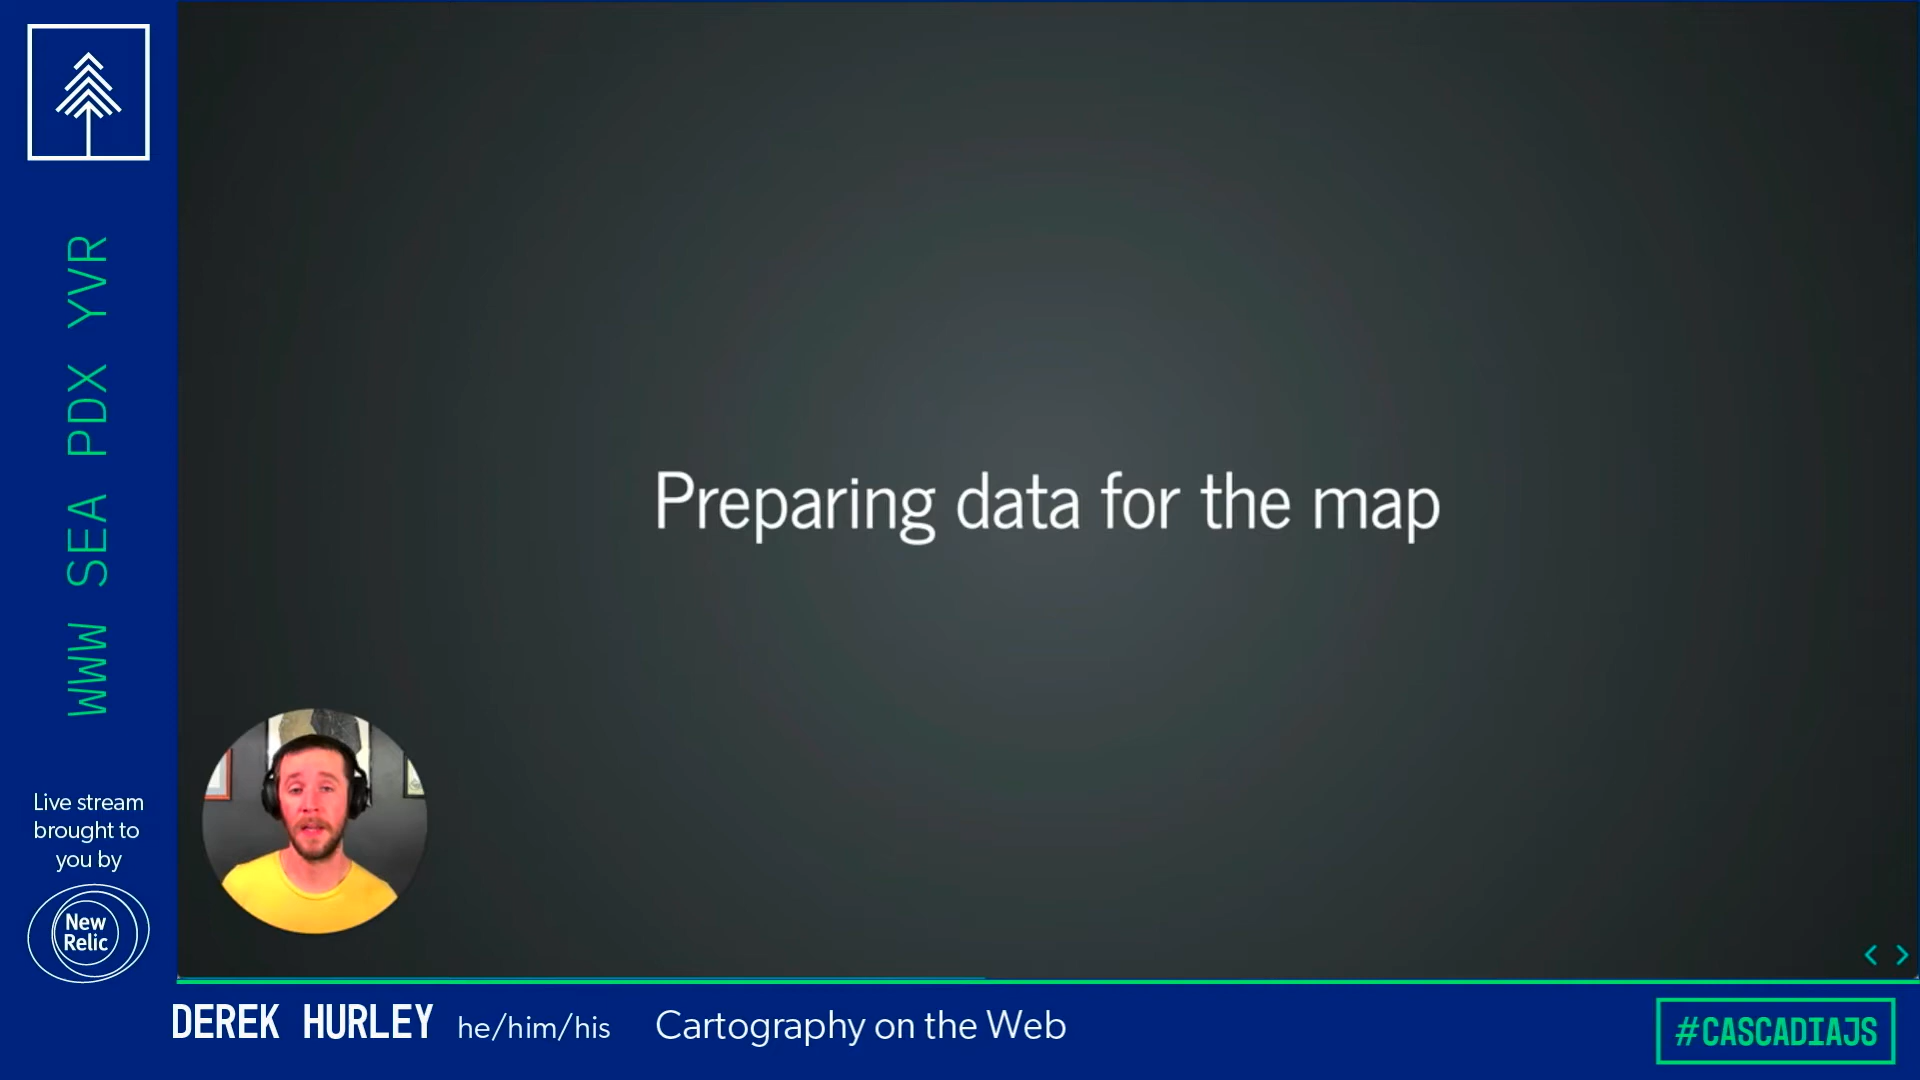 WWW SEA PDX YVR
Live stream
brought to
you by
New
Relic
Preparing data for the map
DEREK HURLEY he/him/his Cartography on the Web
#CASCADIAJS